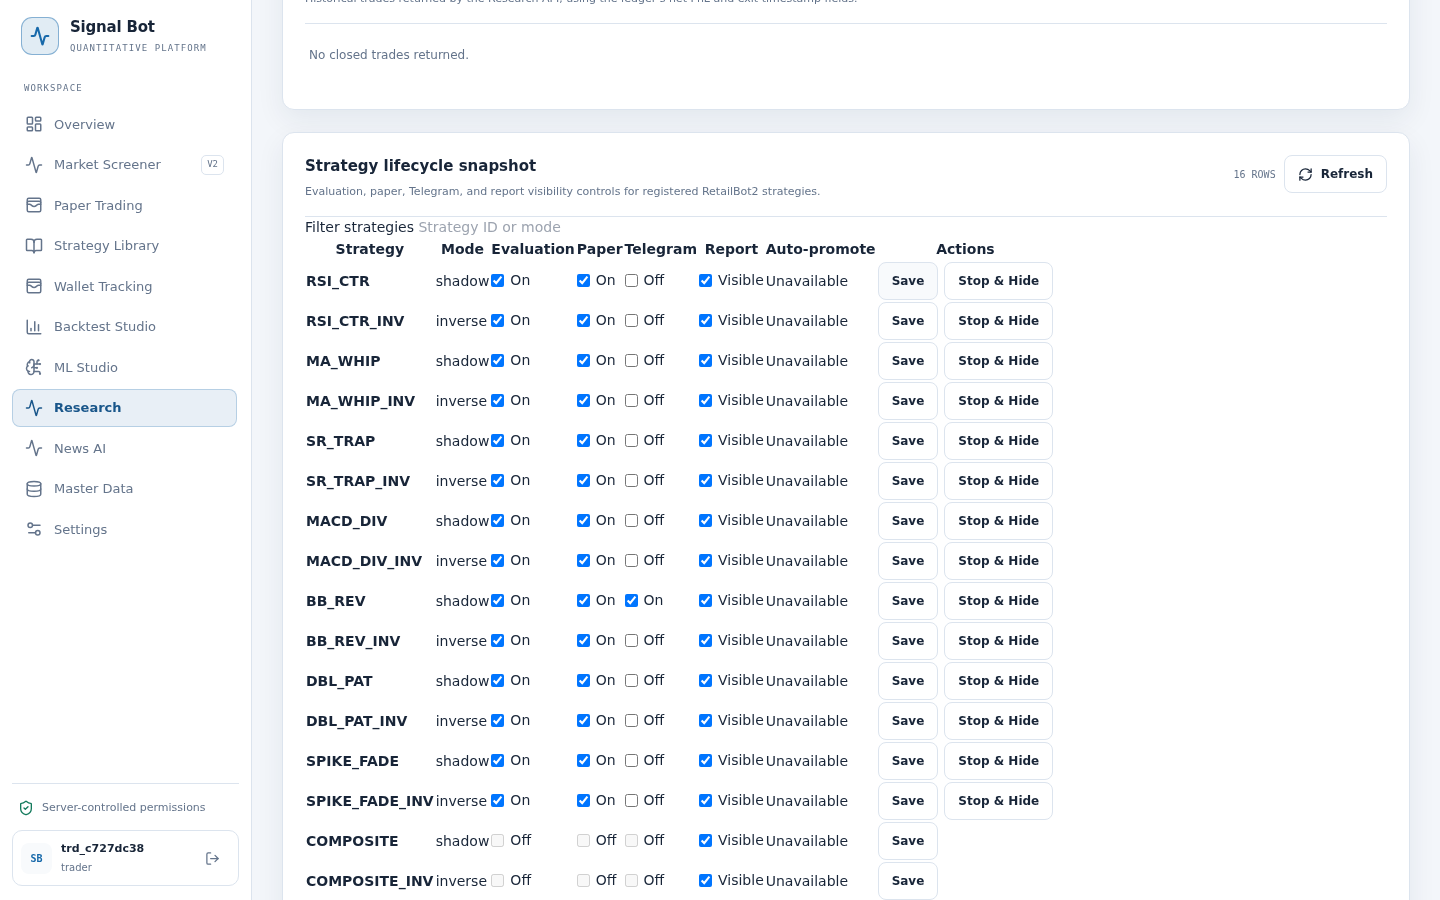 Signal Bot
QUANTITATIVE PLATFORM
WORKSPACE
Overview
Market Screener V2
Paper Trading
Strategy Library
Wallet Tracking
Backtest Studio
ML Studio
Research
News AI
Master Data
Settings
Server-controlled permissions
SB trd_c727dc38
trader
No closed trades returned.
Strategy lifecycle snapshot
Evaluation, paper, Telegram, and report visibility controls for registered RetailBot2 strategies.
16 ROWS Refresh
Filter strategies Strategy ID or mode
Strategy Mode Evaluation Paper Telegram Report Auto-promote Actions
RSI_CTR shadow On On Off Visible Unavailable Save Stop & Hide
RSI_CTR_INV inverse On On Off Visible Unavailable Save Stop & Hide
MA_WHIP shadow On On Off Visible Unavailable Save Stop & Hide
MA_WHIP_INV inverse On On Off Visible Unavailable Save Stop & Hide
SR_TRAP shadow On On Off Visible Unavailable Save Stop & Hide
SR_TRAP_INV inverse On On Off Visible Unavailable Save Stop & Hide
MACD_DIV shadow On On Off Visible Unavailable Save Stop & Hide
MACD_DIV_INV inverse On On Off Visible Unavailable Save Stop & Hide
BB_REV shadow On On On Visible Unavailable Save Stop & Hide
BB_REV_INV inverse On On Off Visible Unavailable Save Stop & Hide
DBL_PAT shadow On On Off Visible Unavailable Save Stop & Hide
DBL_PAT_INV inverse On On Off Visible Unavailable Save Stop & Hide
SPIKE_FADE shadow On On Off Visible Unavailable Save Stop & Hide
SPIKE_FADE_INV inverse On On Off Visible Unavailable Save Stop & Hide
COMPOSITE shadow Off Off Off Visible Unavailable Save
COMPOSITE_INV inverse Off Off Off Visible Unavailable Save